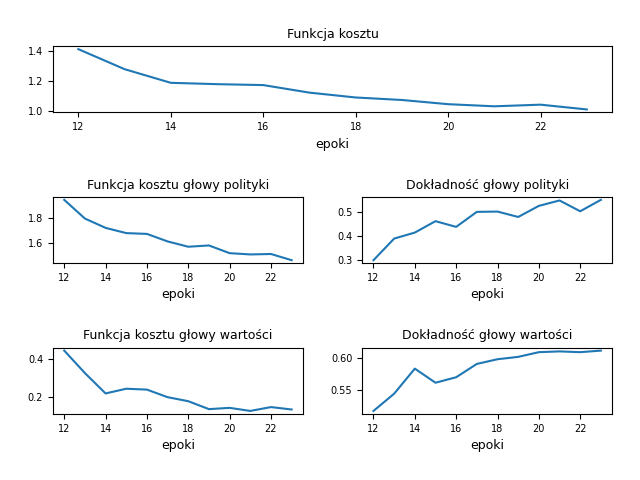 Funkcja kosztu
1.4
1.2
1.0
12 14 16 18 20 22
epoki
Funkcja kosztu głowy polityki
1.8
1.6
12 14 16 18 20 22
epoki
Dokładność głowy polityki
0.5
0.4
0.3
12 14 16 18 20 22
epoki
Funkcja kosztu głowy wartości
0.4
0.2
12 14 16 18 20 22
epoki
Dokładność głowy wartości
0.60
0.55
12 14 16 18 20 22
epoki